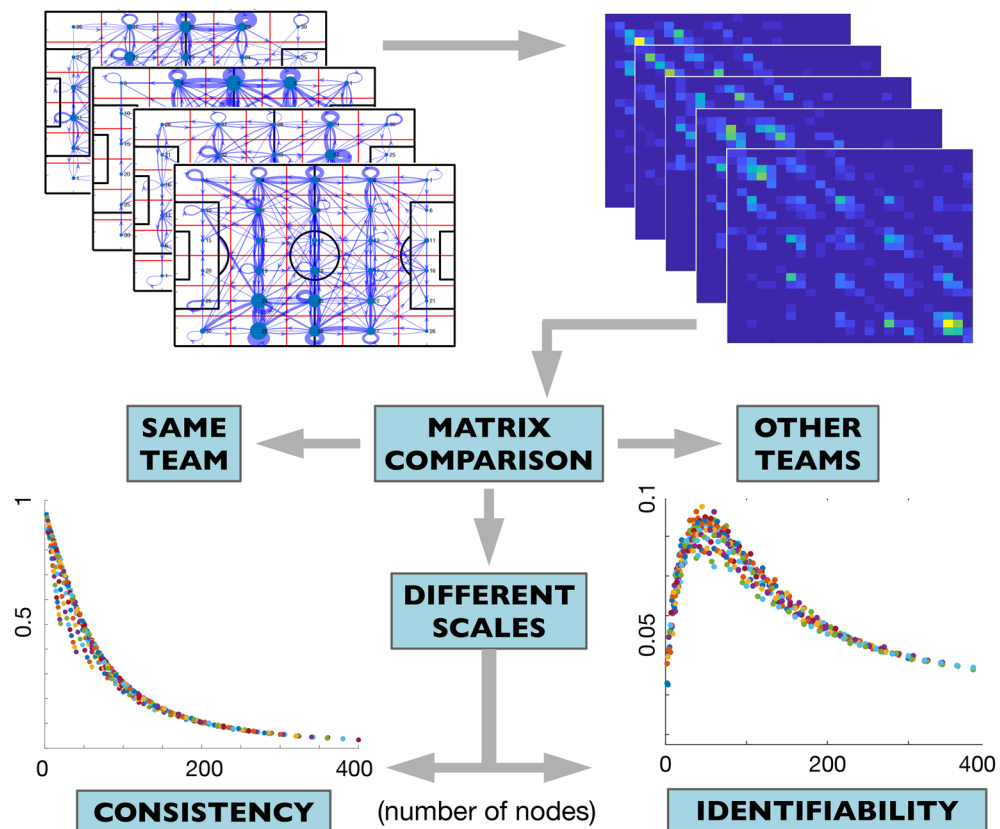 SAME
TEAM
MATRIX
COMPARISON
OTHER
TEAMS
DIFFERENT
SCALES
1
0.5
0
200
400
0.1
0.05
0
200
400
CONSISTENCY
(number of nodes)
IDENTIFIABILITY